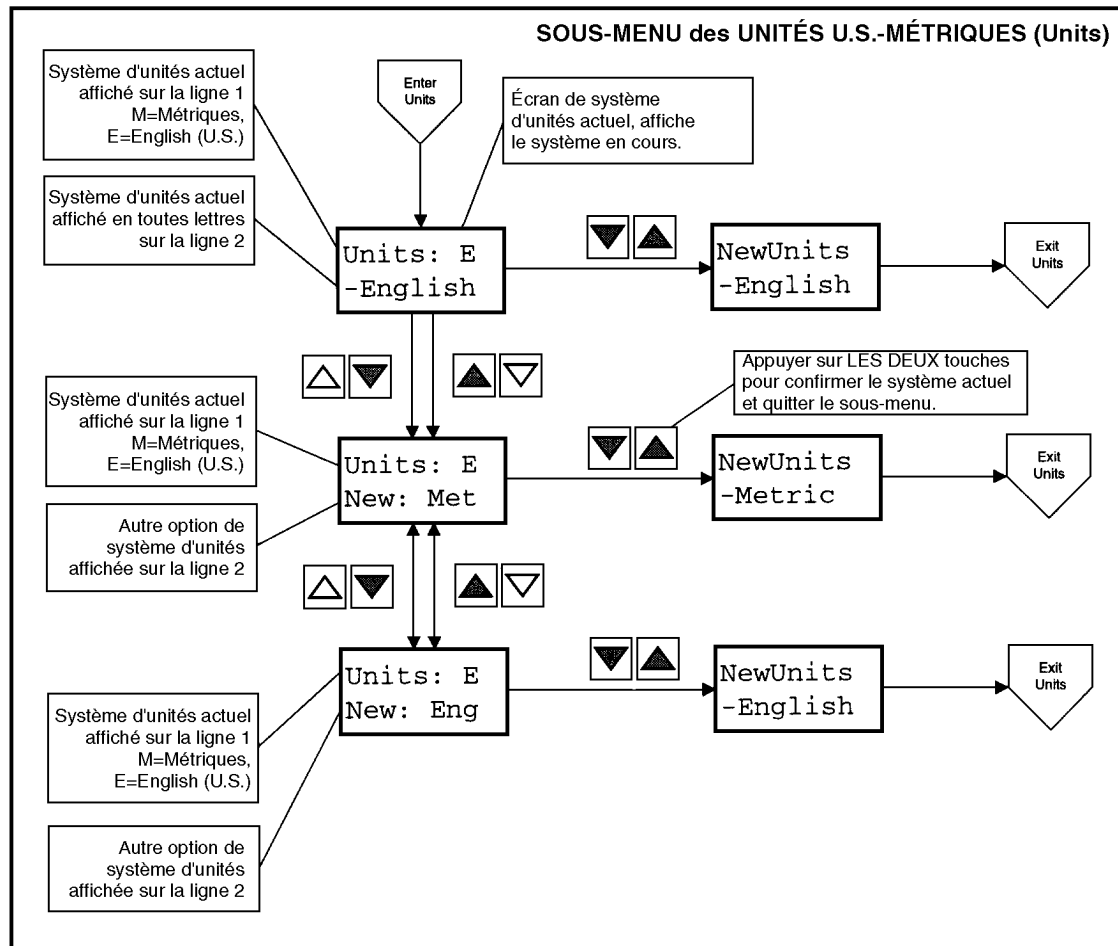 SOUS-MENU des UNITÉS U.S.-MÉTRIQUES (Units)
Système d'unités actuel
affiché sur la ligne 1
M=Métriques,
E=English (U.S.)
Enter
Units
Écran de système
d'unités actuel, affiche
le système en cours.
Système d'unités actuel
affiché en toutes lettres
sur la ligne 2
Units: E
-English
NewUnits
-English
Exit
Units
Appuyer sur LES DEUX touches
pour confirmer le système actuel
et quitter le sous-menu.
Système d'unités actuel
affiché sur la ligne 1
M=Métriques,
E=English (U.S.)
Units: E
New: Met
NewUnits
-Metric
Exit
Units
Autre option de
système d'unités
affichée sur la ligne 2
Units: E
New: Eng
NewUnits
-English
Exit
Units
Système d'unités actuel
affiché sur la ligne 1
M=Métriques,
E=English (U.S.)
Autre option de
système d'unités
affichée sur la ligne 2